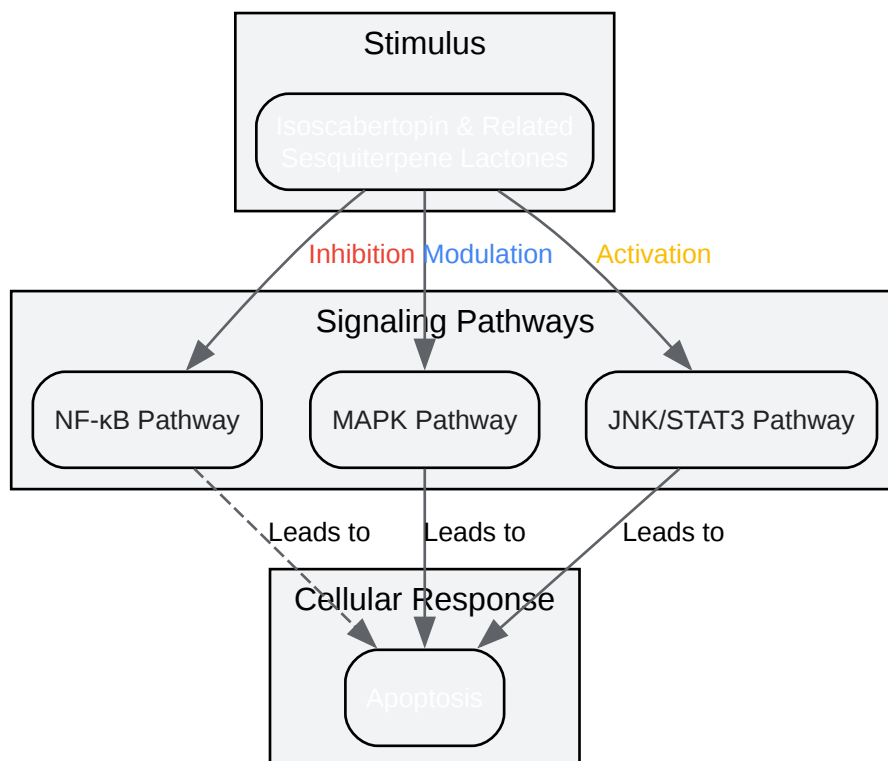 Stimulus
Isoscabertopin & Related
Sesquiterpene Lactones
Inhibition
Modulation
Activation
Signaling Pathways
NF-κB Pathway
MAPK Pathway
JNK/STAT3 Pathway
Leads to
Leads to
Leads to
Cellular Response
Apoptosis